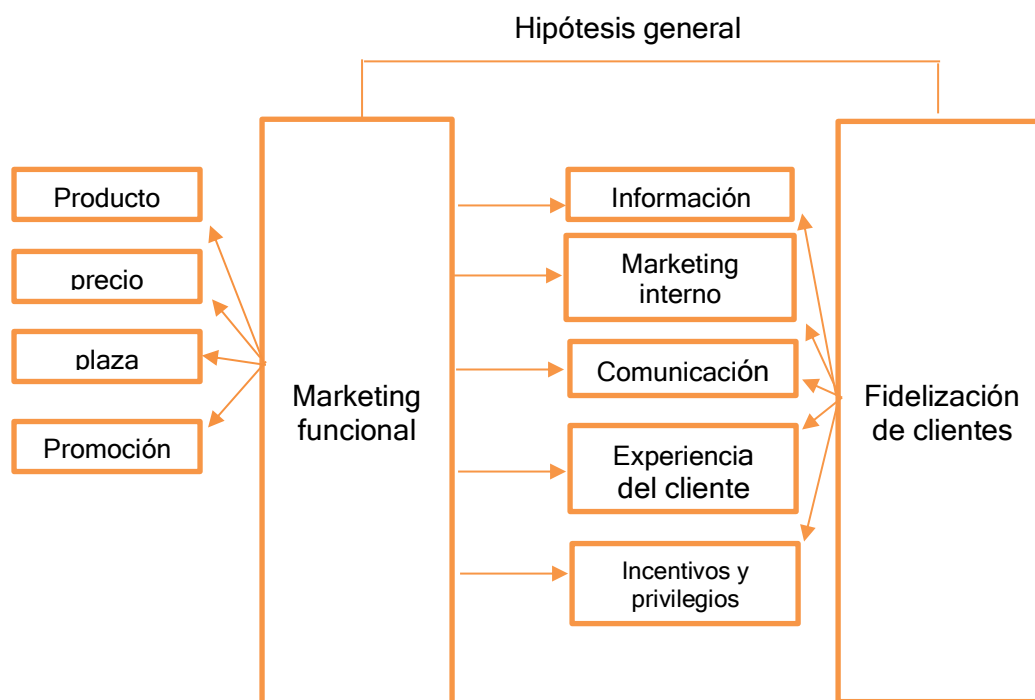 Hipótesis general
Producto
precio
plaza
Promoción
Marketing
funcional
Información
Marketing
interno
Comunicación
Experiencia
del cliente
Incentivos y
privilegios
Fidelización
de clientes